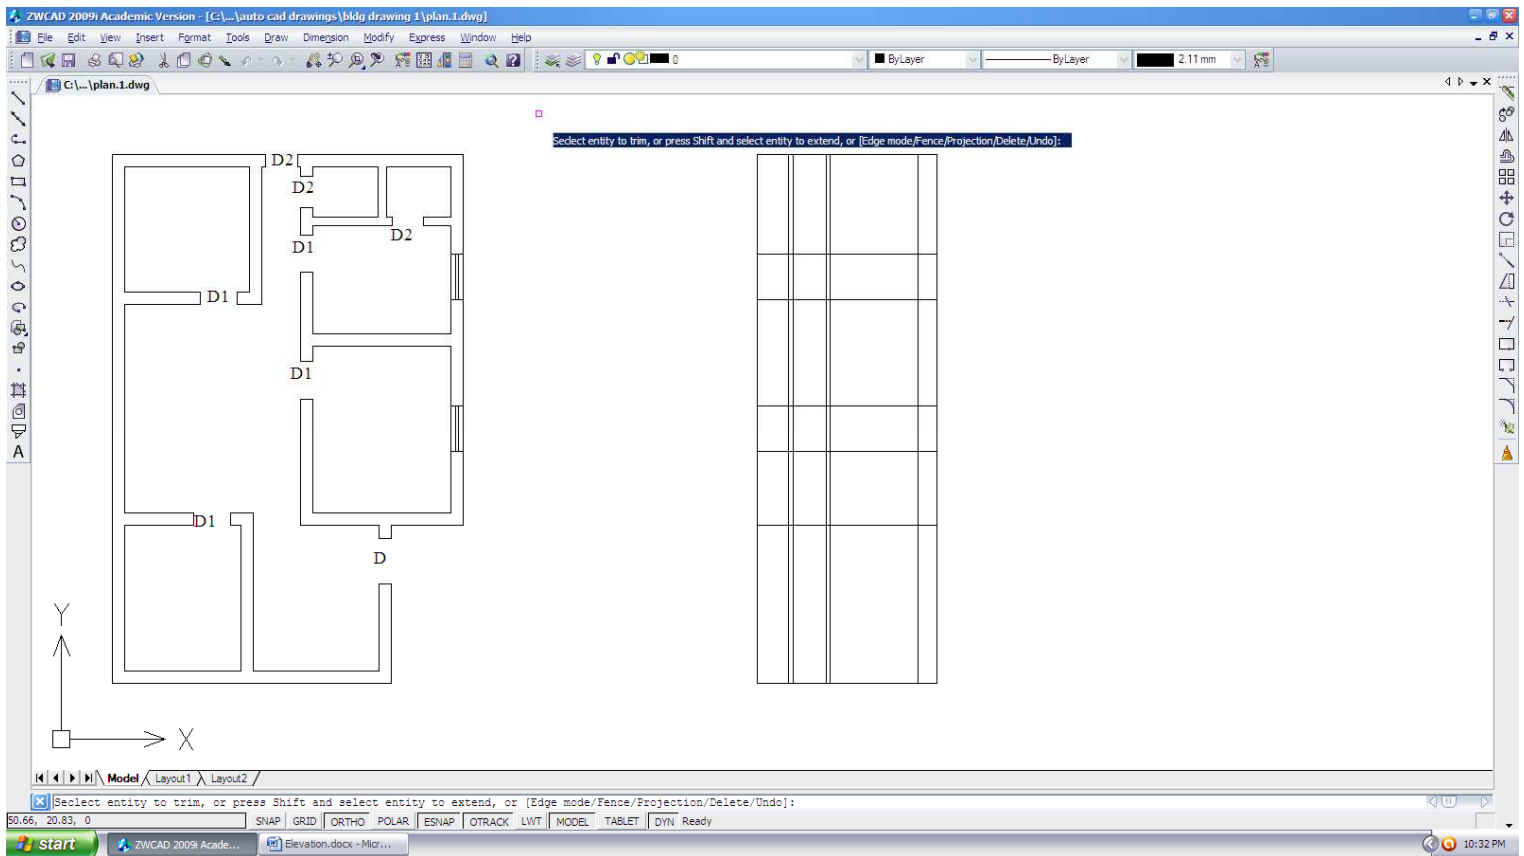 ZWCAD 2009i Academic Version - [C:\...\auto cad drawings\bldg drawing 1\plan.1.dwg]
File Edit View Insert Format Tools Draw Dimension Modify Express Window Help
0 ByLayer ByLayer 2.11 mm
C:\...\plan.1.dwg
Seclect entity to trim, or press Shift and select entity to extend, or [Edge mode/Fence/Projection/Delete/Undo]:
D2
D2
D2
D1
D1
D1
D1
D
Y
X
A
Model Layout1 Layout2
Seclect entity to trim, or press Shift and select entity to extend, or [Edge mode/Fence/Projection/Delete/Undo]:
50.66, 20.83, 0 SNAP GRID ORTHO POLAR ESNAP OTRACK LWT MODEL TABLET DYN Ready
start ZWCAD 2009i Acade... Elevation.docx - Micr... 10:32 PM